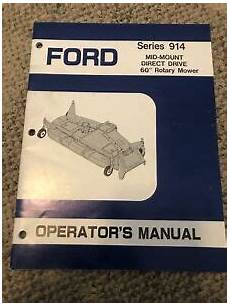 FORD
Series 914
MID-MOUNT
DIRECT DRIVE
60" Rotary Mower
OPERATOR'S MANUAL